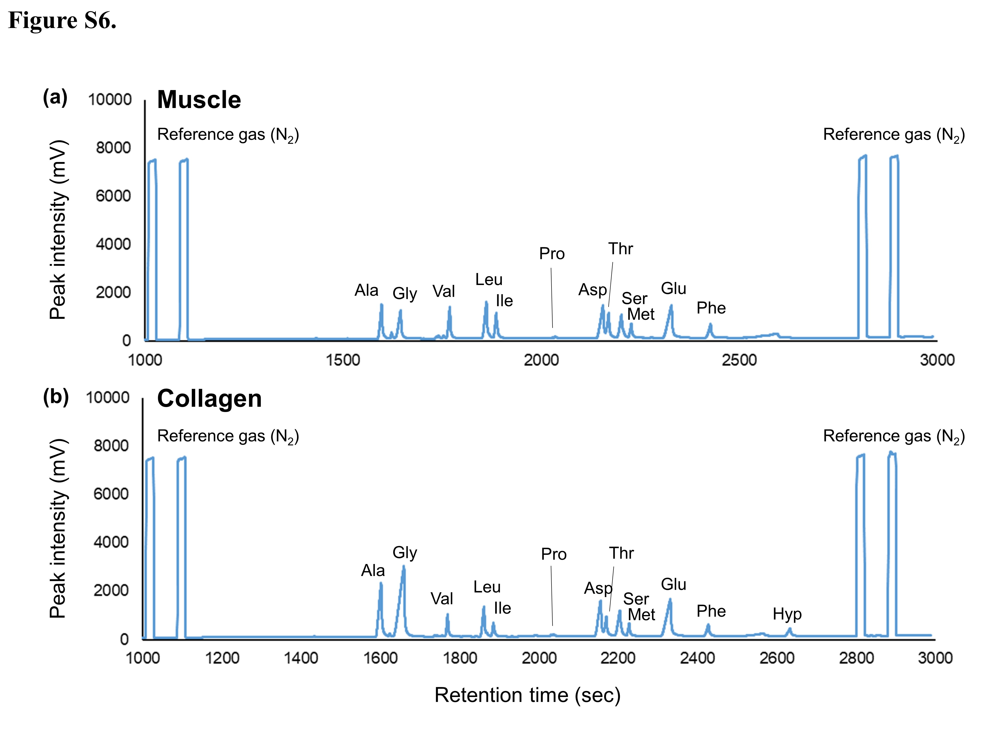 Figure S6.
(a)
Muscle
Reference gas (N₂)
Reference gas (N₂)
Peak intensity (mV)
10000
8000
6000
4000
2000
0
Ala
Gly
Val
Leu
Ile
Pro
Asp
Thr
Ser
Met
Glu
Phe
1000 1500 2000 2500 3000
(b)
Collagen
Reference gas (N₂)
Reference gas (N₂)
Peak intensity (mV)
10000
8000
6000
4000
2000
0
Ala
Gly
Val
Leu
Ile
Pro
Asp
Thr
Ser
Met
Glu
Phe
Hyp
1000 1200 1400 1600 1800 2000 2200 2400 2600 2800 3000
Retention time (sec)